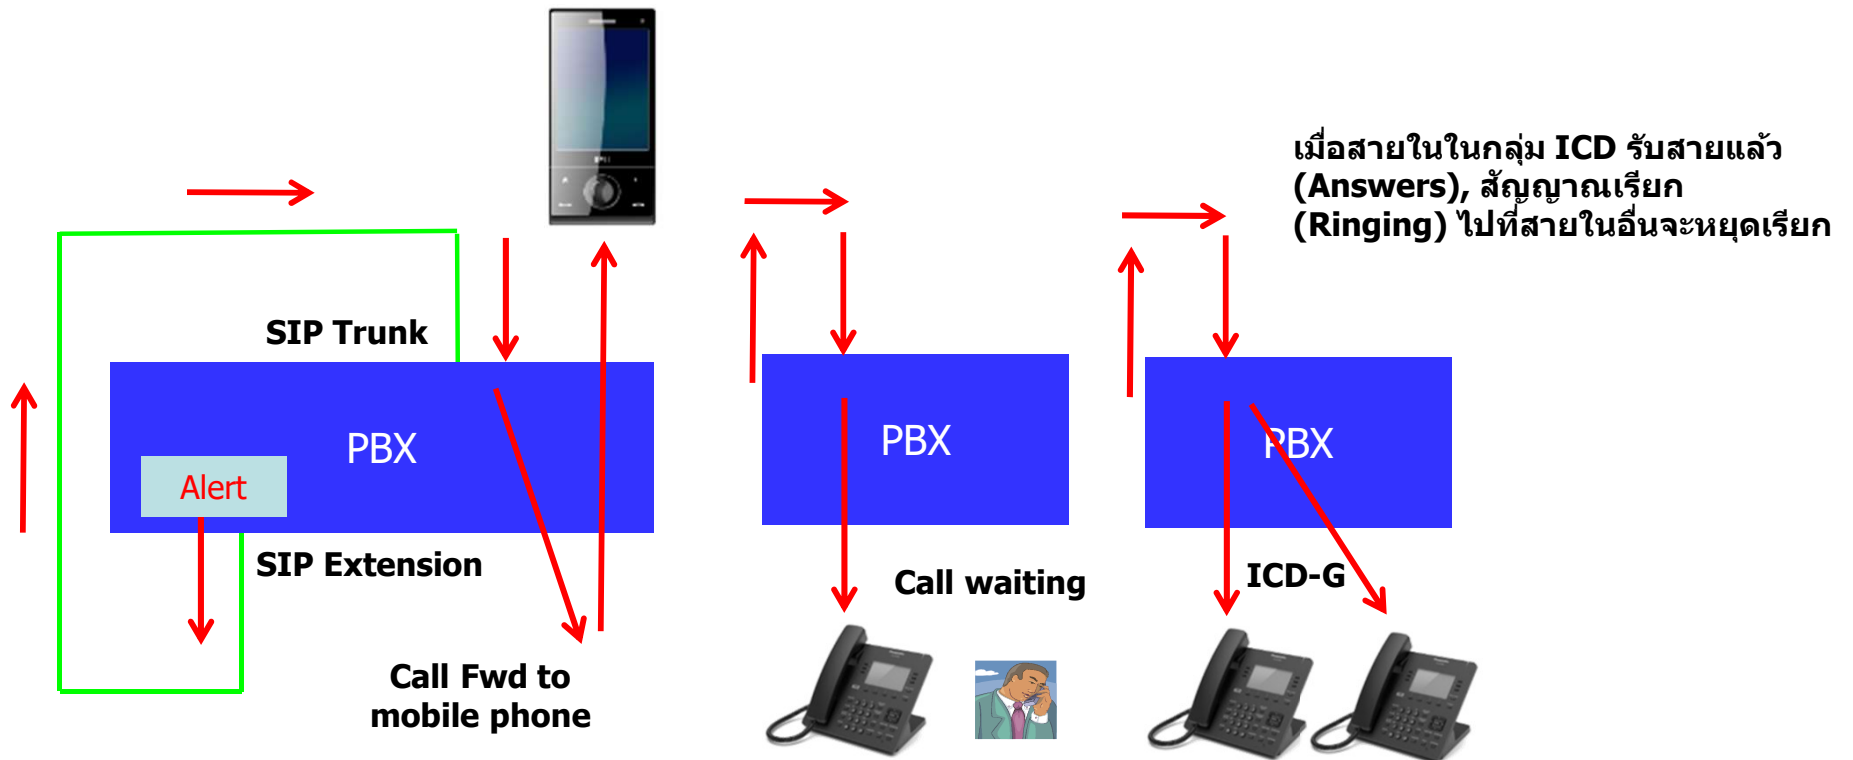 เมื่อสายในในกลุ่ม ICD รับสายแล้ว
(Answers), สัญญาณเรียก
(Ringing) ไปที่สายในอื่นจะหยุดเรียก
SIP Trunk
PBX
Alert
SIP Extension
Call Fwd to
mobile phone
PBX
Call waiting
PBX
ICD-G